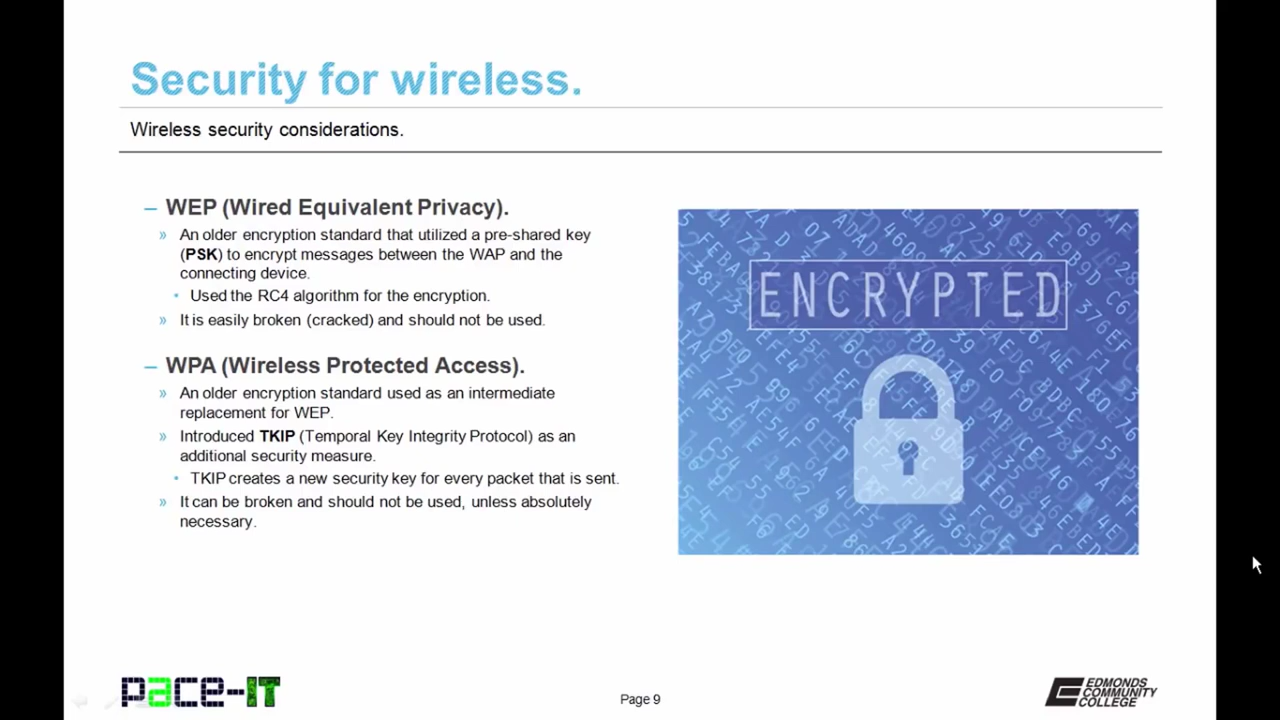 Security for wireless.
Wireless security considerations.
– WEP (Wired Equivalent Privacy).
» An older encryption standard that utilized a pre-shared key
(PSK) to encrypt messages between the WAP and the
connecting device.
• Used the RC4 algorithm for the encryption.
» It is easily broken (cracked) and should not be used.
– WPA (Wireless Protected Access).
» An older encryption standard used as an intermediate
replacement for WEP.
» Introduced TKIP (Temporal Key Integrity Protocol) as an
additional security measure.
• TKIP creates a new security key for every packet that is sent.
» It can be broken and should not be used, unless absolutely
necessary.
ENCRYPTED
pace-IT
Page 9
EDMONDS
COMMUNITY
COLLEGE